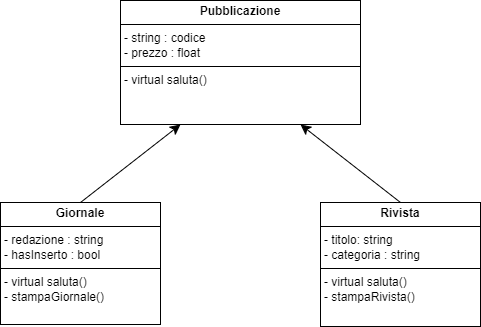 Pubblicazione
- string : codice
- prezzo : float
- virtual saluta()
Giornale
- redazione : string
- hasInserto : bool
- virtual saluta()
- stampaGiornale()
Rivista
- titolo: string
- categoria : string
- virtual saluta()
- stampaRivista()